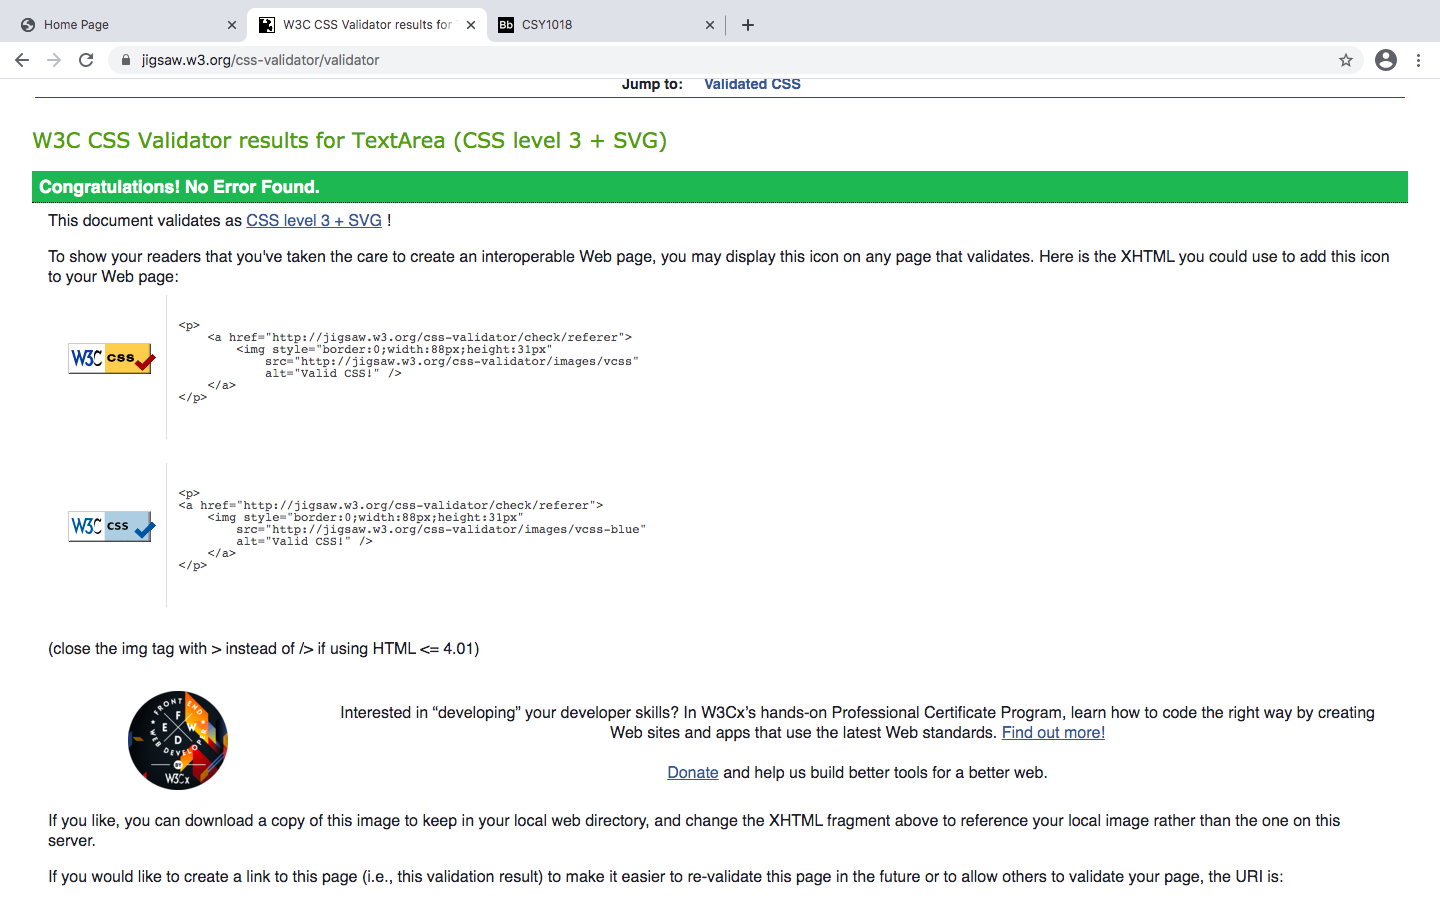 Home Page
W3C CSS Validator results for
Bb CSY1018
jigsaw.w3.org/css-validator/validator
Jump to: Validated CSS
W3C CSS Validator results for TextArea (CSS level 3 + SVG)
Congratulations! No Error Found.
This document validates as CSS level 3 + SVG !
To show your readers that you've taken the care to create an interoperable Web page, you may display this icon on any page that validates. Here is the XHTML you could use to add this icon
to your Web page:
W3C css
<p>
<a href="http://jigsaw.w3.org/css-validator/check/referer">
<img style="border:0;width:88px;height:31px"
src="http://jigsaw.w3.org/css-validator/images/vcss"
alt="Valid CSS!" />
</a>
</p>
W3C css
<p>
<a href="http://jigsaw.w3.org/css-validator/check/referer">
<img style="border:0;width:88px;height:31px"
src="http://jigsaw.w3.org/css-validator/images/vcss-blue"
alt="Valid CSS!" />
</a>
</p>
(close the img tag with > instead of /> if using HTML <= 4.01)
FRONT END
F E W D
WEB DEVELOPER
BY
W3Cx
Interested in “developing” your developer skills? In W3Cx’s hands-on Professional Certificate Program, learn how to code the right way by creating
Web sites and apps that use the latest Web standards. Find out more!
Donate and help us build better tools for a better web.
If you like, you can download a copy of this image to keep in your local web directory, and change the XHTML fragment above to reference your local image rather than the one on this
server.
If you would like to create a link to this page (i.e., this validation result) to make it easier to re-validate this page in the future or to allow others to validate your page, the URI is: